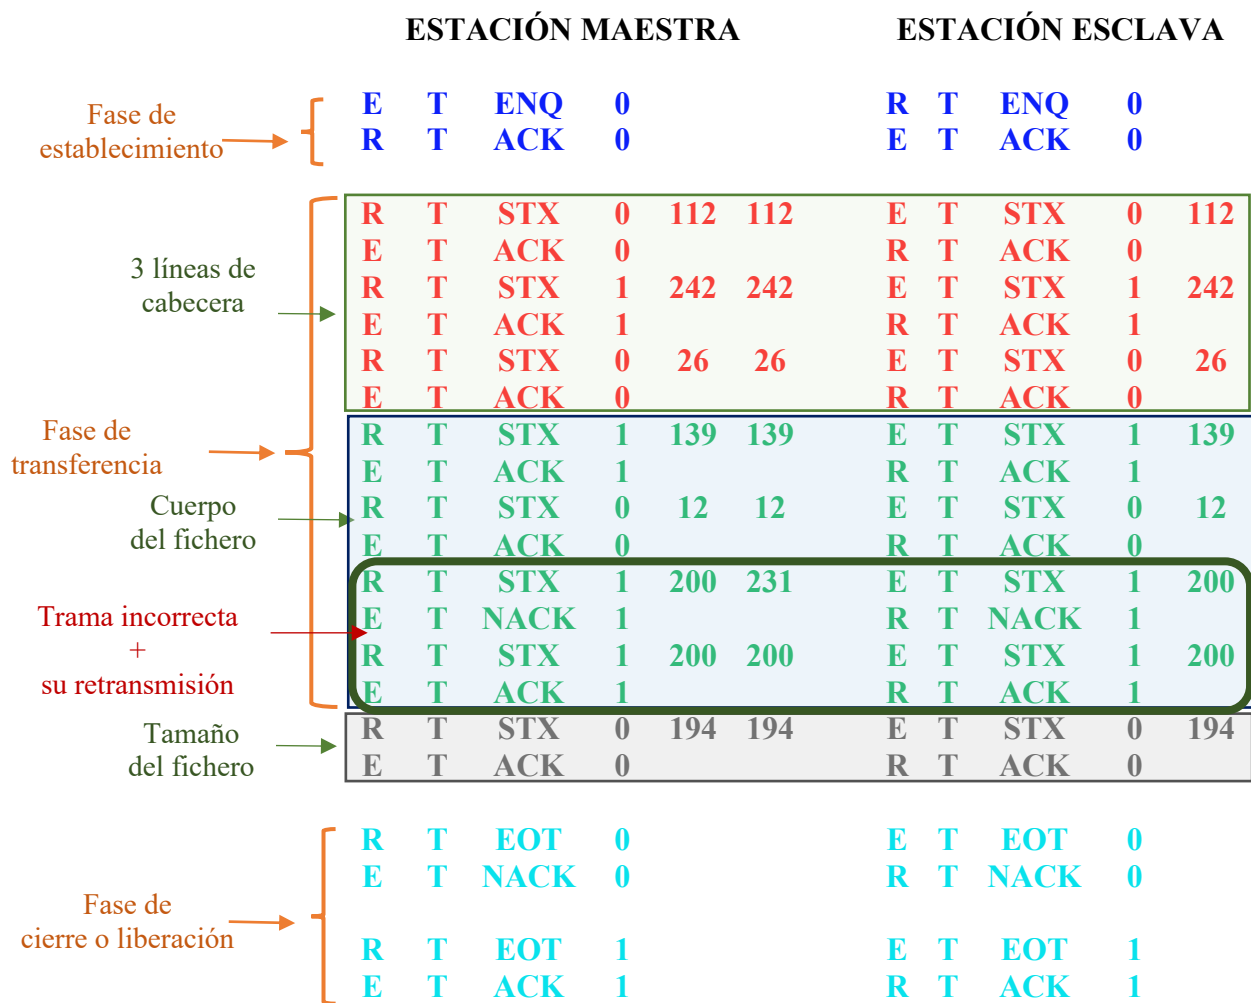 ESTACIÓN MAESTRA ESTACIÓN ESCLAVA
Fase de
establecimiento
E T ENQ 0 R T ENQ 0
R T ACK 0 E T ACK 0
Fase de
transferencia
3 líneas de
cabecera
R T STX 0 112 112 E T STX 0 112
E T ACK 0 R T ACK 0
R T STX 1 242 242 E T STX 1 242
E T ACK 1 R T ACK 1
R T STX 0 26 26 E T STX 0 26
E T ACK 0 R T ACK 0
Cuerpo
del fichero
R T STX 1 139 139 E T STX 1 139
E T ACK 1 R T ACK 1
R T STX 0 12 12 E T STX 0 12
E T ACK 0 R T ACK 0
Trama incorrecta
+
su retransmisión
R T STX 1 200 231 E T STX 1 200
E T NACK 1 R T NACK 1
R T STX 1 200 200 E T STX 1 200
E T ACK 1 R T ACK 1
Tamaño
del fichero
R T STX 0 194 194 E T STX 0 194
E T ACK 0 R T ACK 0
Fase de
cierre o liberación
R T EOT 0 E T EOT 0
E T NACK 0 R T NACK 0
R T EOT 1 E T EOT 1
E T ACK 1 R T ACK 1